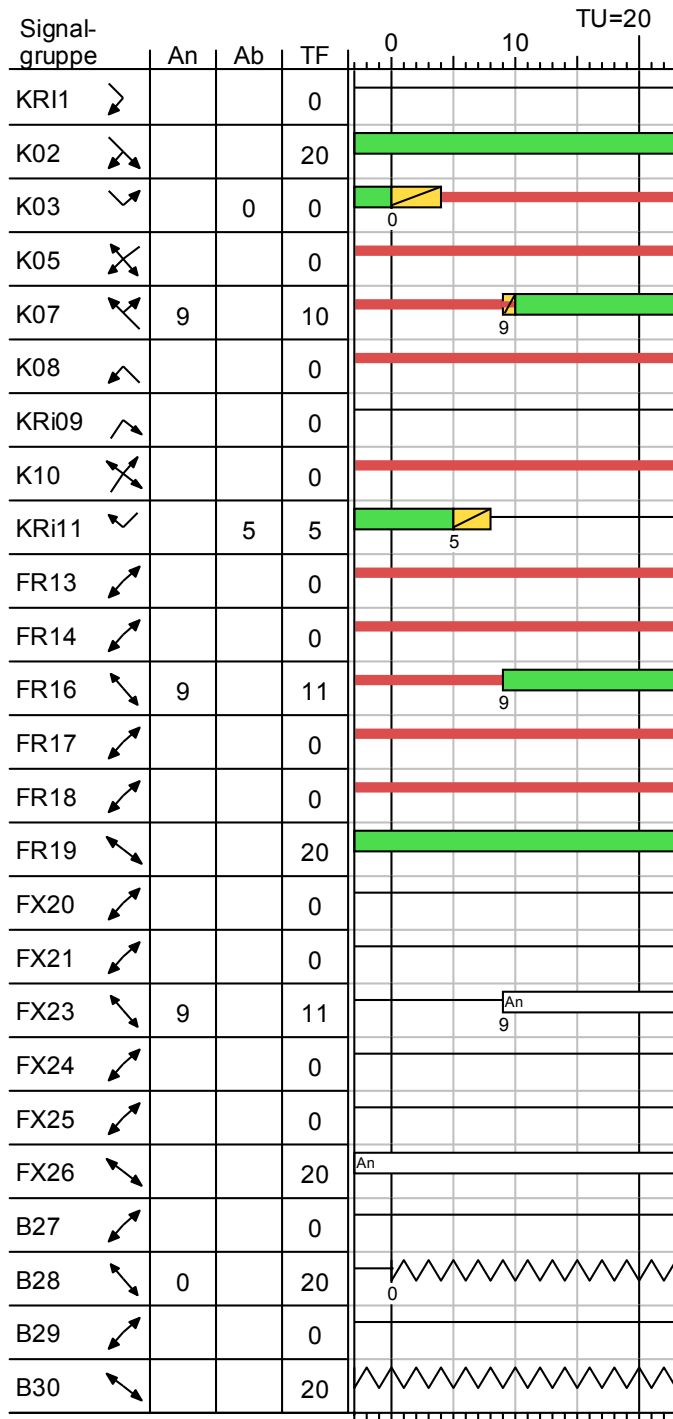 TU=20
Signal-
gruppe An Ab TF 0 10
KRI1 0
K02 20
K03 0 0 0
K05 0
K07 9 10 9
K08 0
KRi09 0
K10 0
KRi11 5 5 5
FR13 0
FR14 0
FR16 9 11 9
FR17 0
FR18 0
FR19 20
FX20 0
FX21 0
FX23 9 11 An 9
FX24 0
FX25 0
FX26 20 An
B27 0
B28 0 20 0
B29 0
B30 20